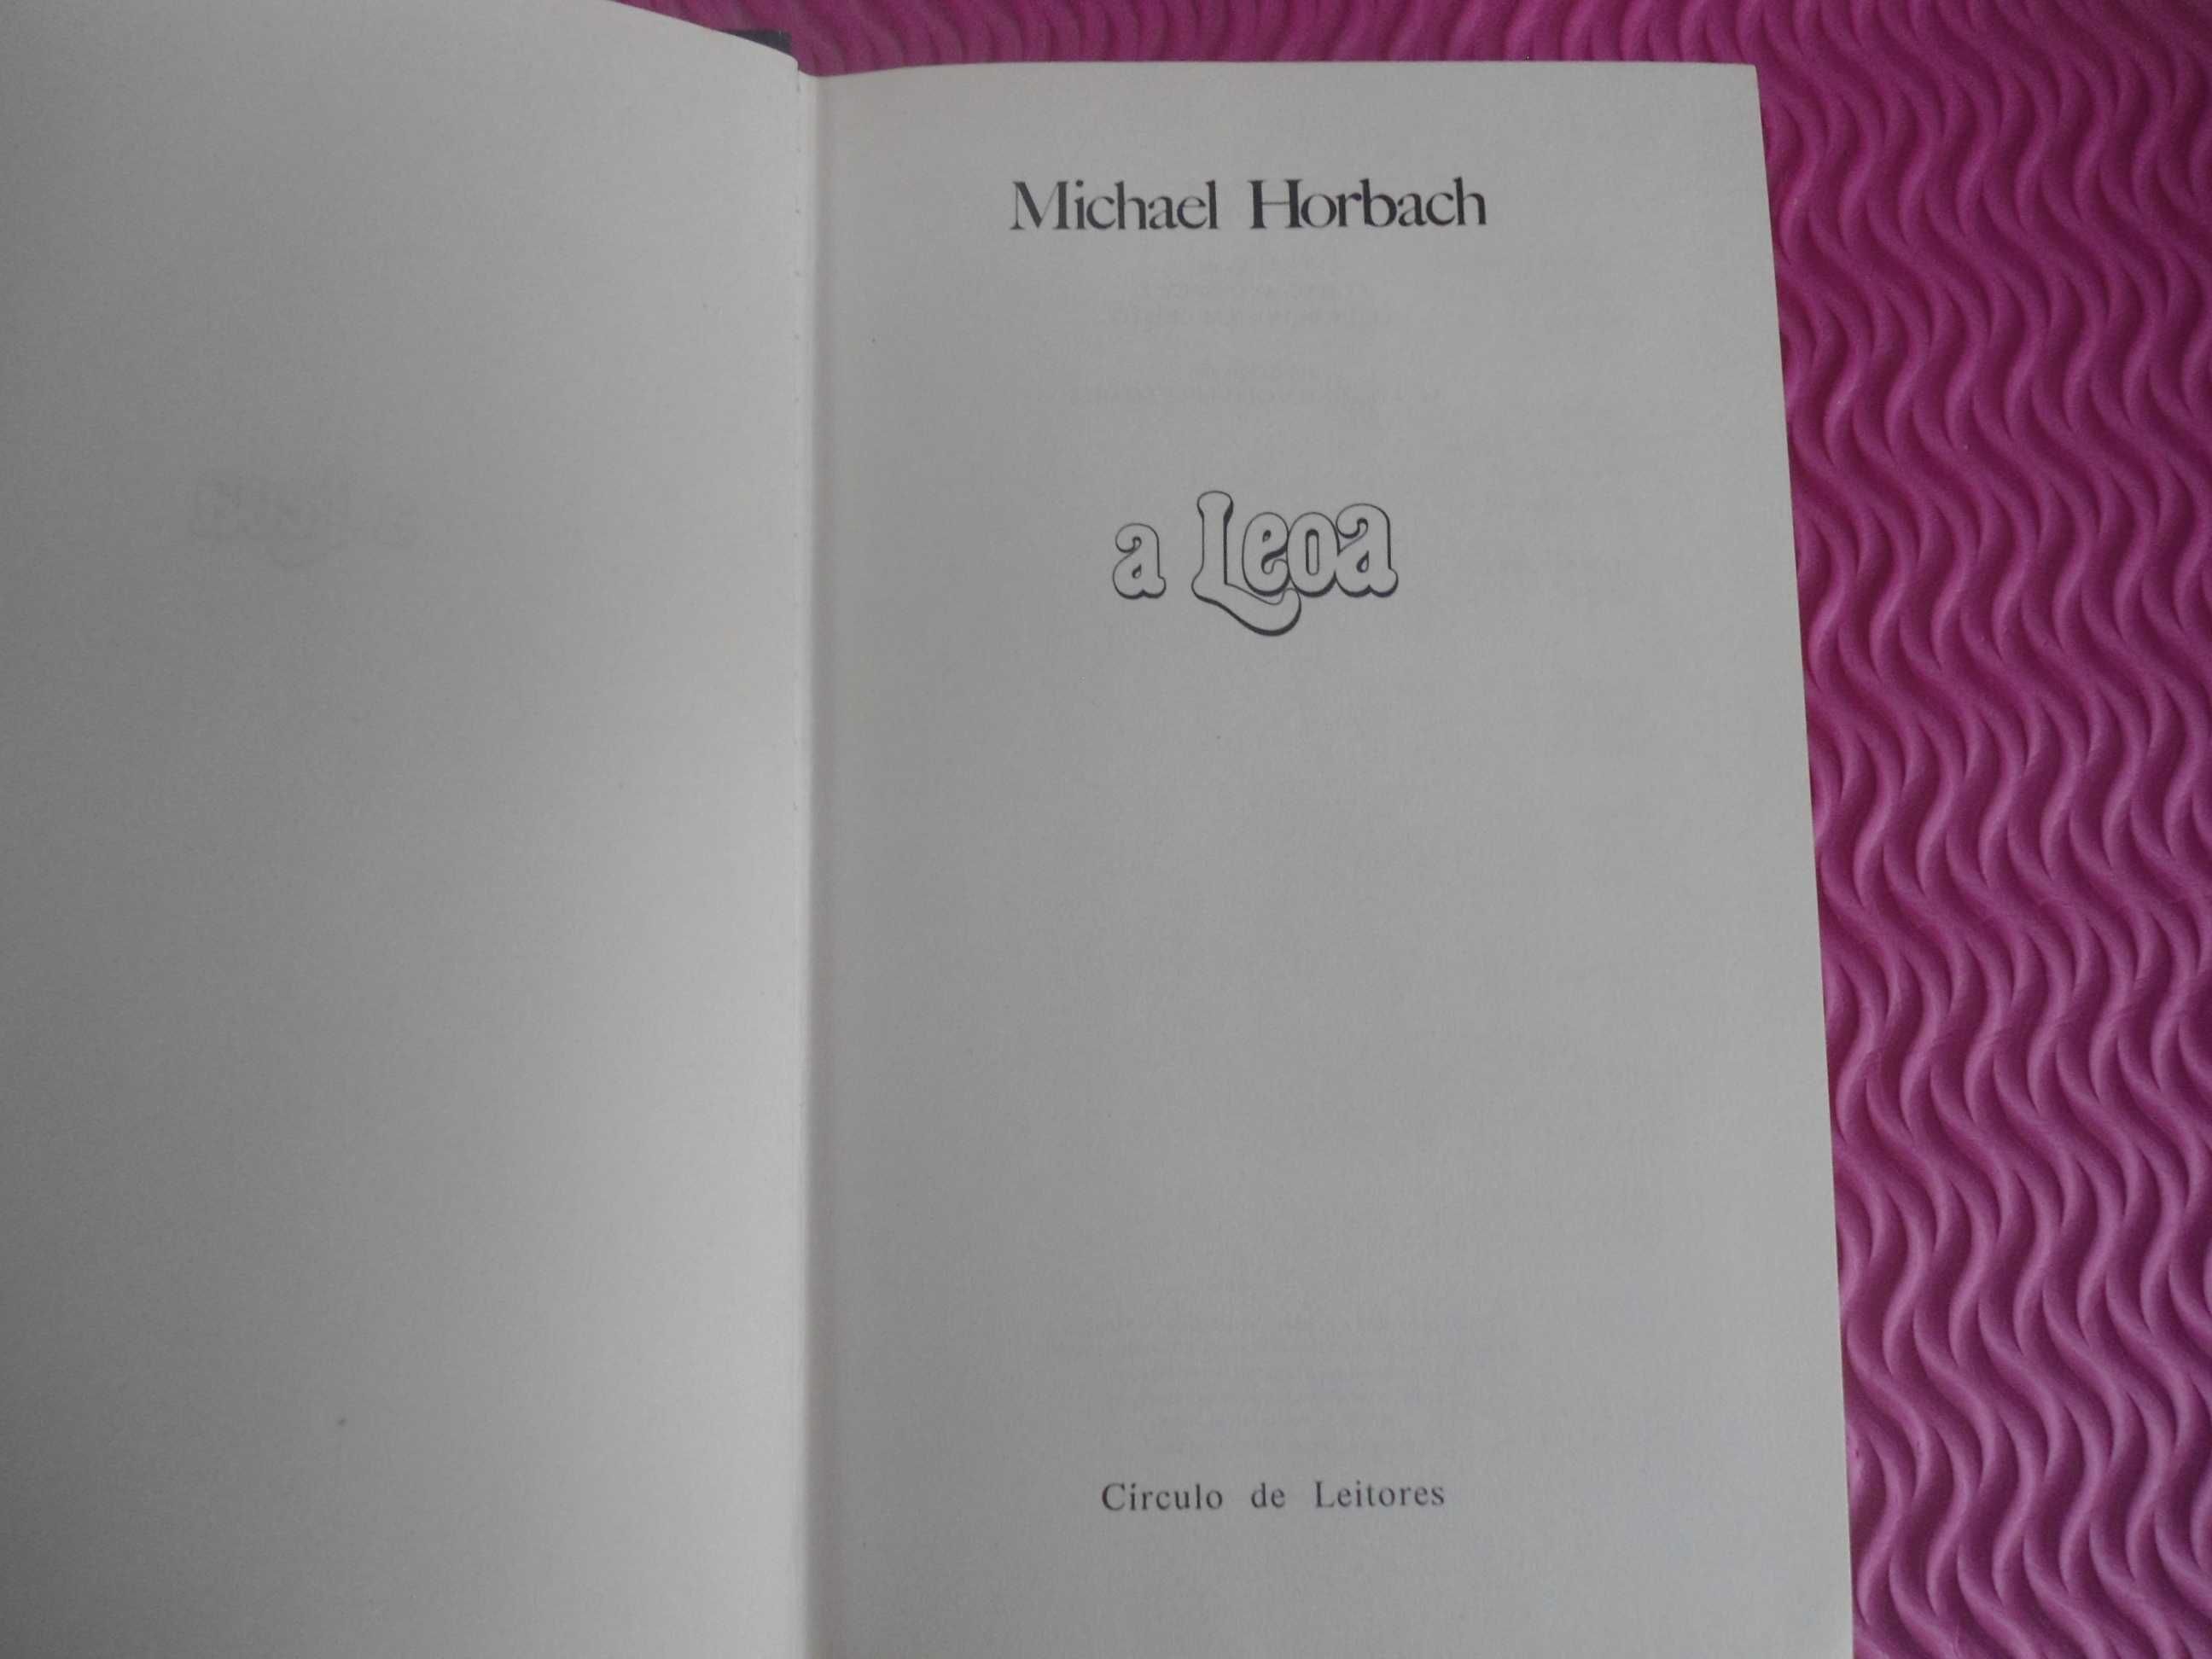 Michael Horbach
a Leoa
Círculo de Leitores